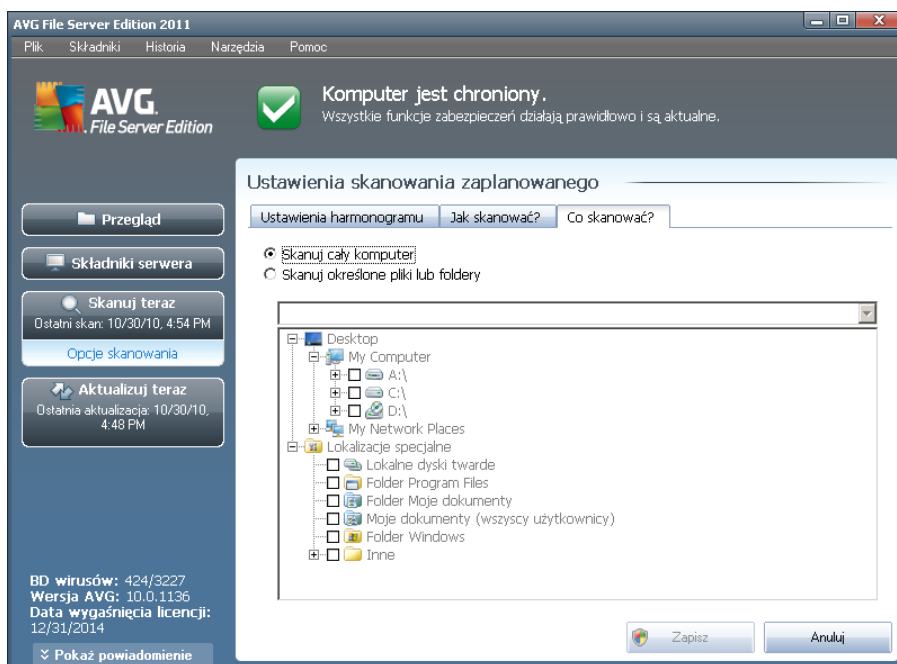 AVG File Server Edition 2011
Plik Składniki Historia Narzędzia Pomoc
AVG.
File Server Edition
Komputer jest chroniony.
Wszystkie funkcje zabezpieczeń działają prawidłowo i są aktualne.
Przegląd
Składniki serwera
Skanuj teraz
Ostatni skan: 10/30/10, 4:54 PM
Opcje skanowania
Aktualizuj teraz
Ostatnia aktualizacja: 10/30/10,
4:48 PM
BD wirusów: 424/3227
Wersja AVG: 10.0.1136
Data wygaśnięcia licencji:
12/31/2014
Pokaż powiadomienie
Ustawienia skanowania zaplanowanego
Ustawienia harmonogramu Jak skanować? Co skanować?
Skanuj cały komputer
Skanuj określone pliki lub foldery
Desktop
My Computer
A:\
C:\
D:\
My Network Places
Lokalizacje specjalne
Lokalne dyski twarde
Folder Program Files
Folder Moje dokumenty
Moje dokumenty (wszyscy użytkownicy)
Folder Windows
Inne
Zapisz Anuluj